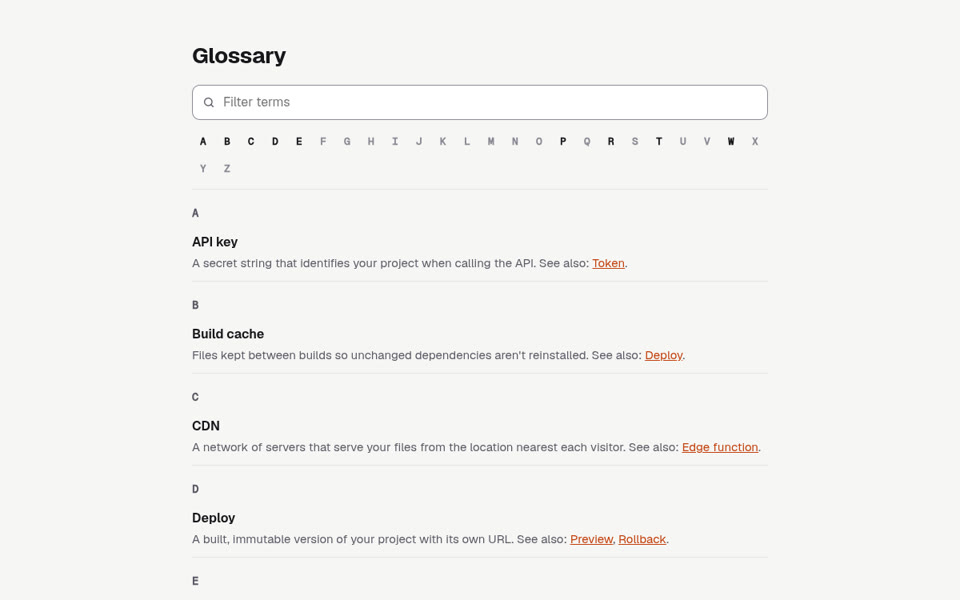 Glossary
Filter terms
A B C D E F G H I J K L M N O P Q R S T U V W X
Y Z
A
API key
A secret string that identifies your project when calling the API. See also: Token.
B
Build cache
Files kept between builds so unchanged dependencies aren't reinstalled. See also: Deploy.
C
CDN
A network of servers that serve your files from the location nearest each visitor. See also: Edge function.
D
Deploy
A built, immutable version of your project with its own URL. See also: Preview, Rollback.
E